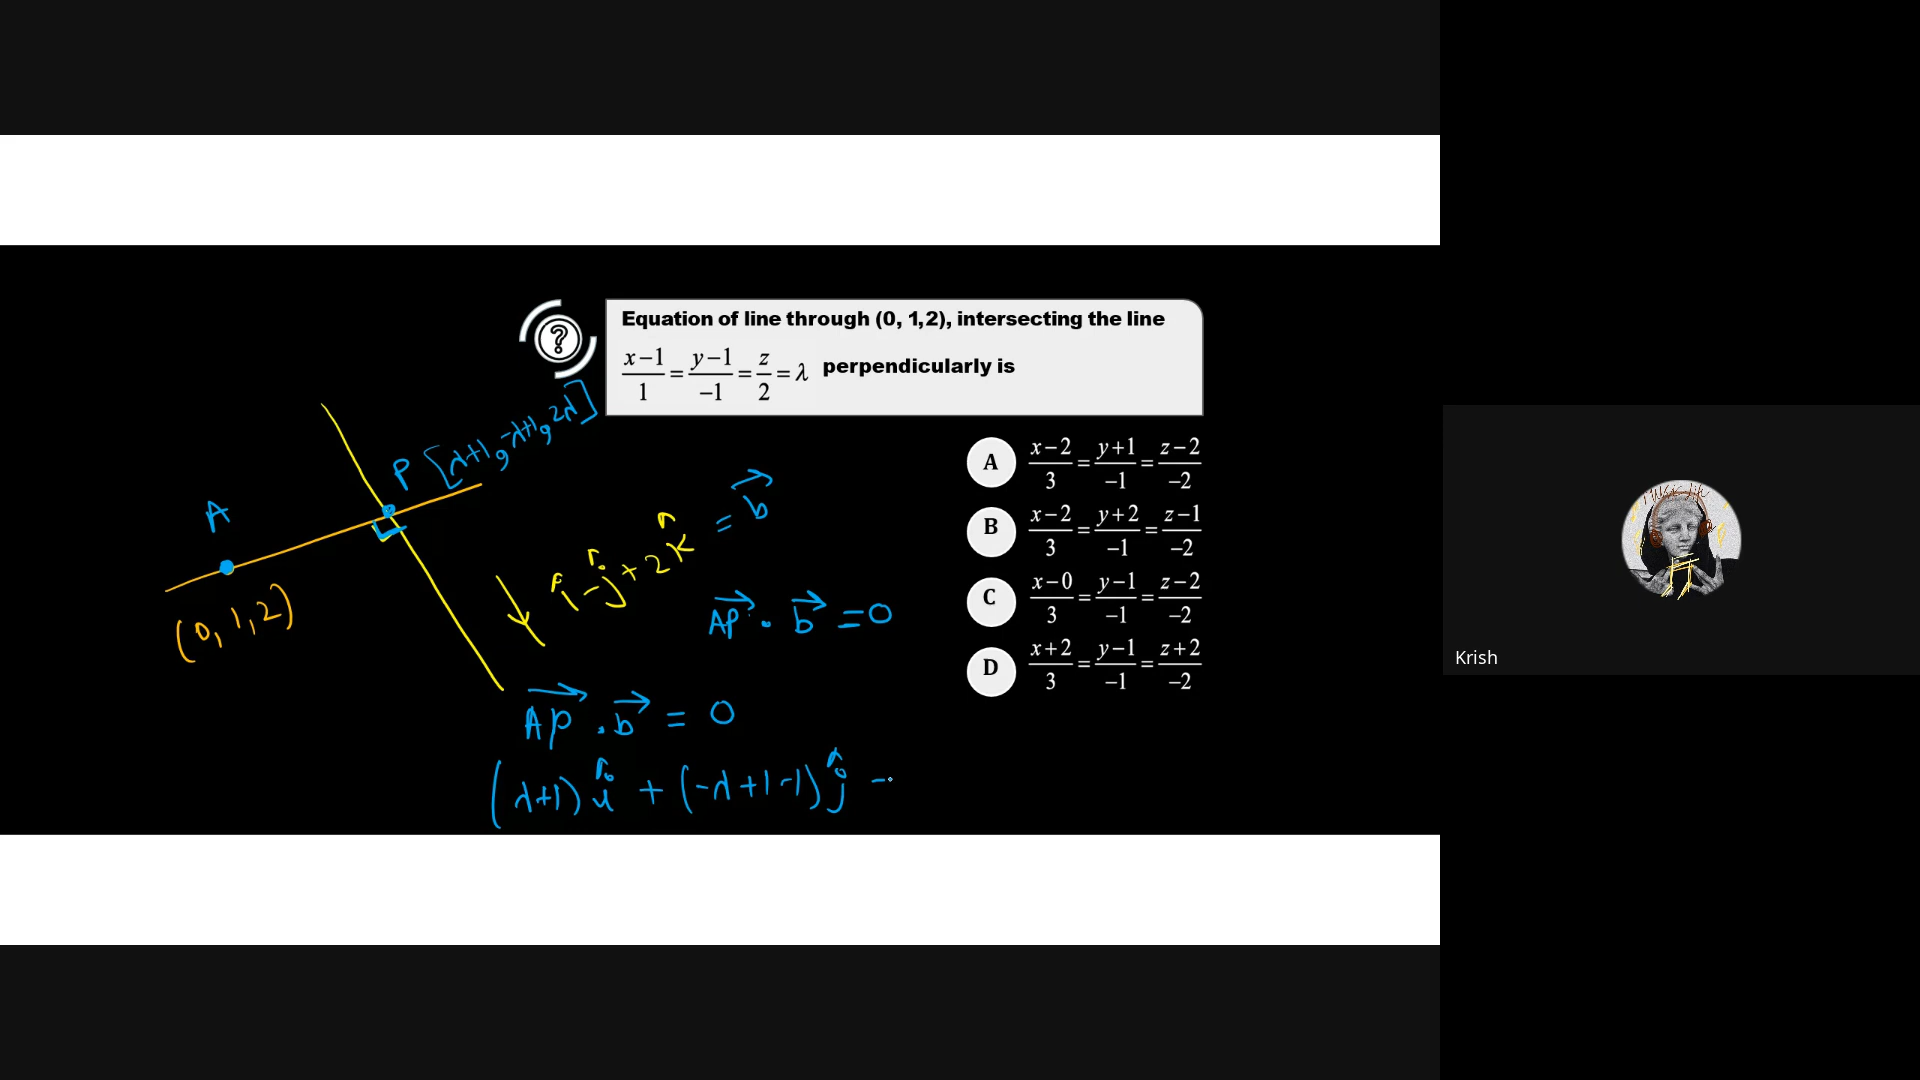 ?
Equation of line through (0, 1,2), intersecting the line
x−1/1 = y−1/−1 = z/2 = λ perpendicularly is
P [λ+1, -λ+1, 2λ]
A
(0, 1, 2)
î - ĵ + 2k̂ = b⃗
AP⃗ . b⃗ = 0
AP⃗ . b⃗ = 0
(λ+1) î + (-λ+1-1) ĵ -
A x−2/3 = y+1/−1 = z−2/−2
B x−2/3 = y+2/−1 = z−1/−2
C x−0/3 = y−1/−1 = z−2/−2
D x+2/3 = y−1/−1 = z+2/−2
Krish